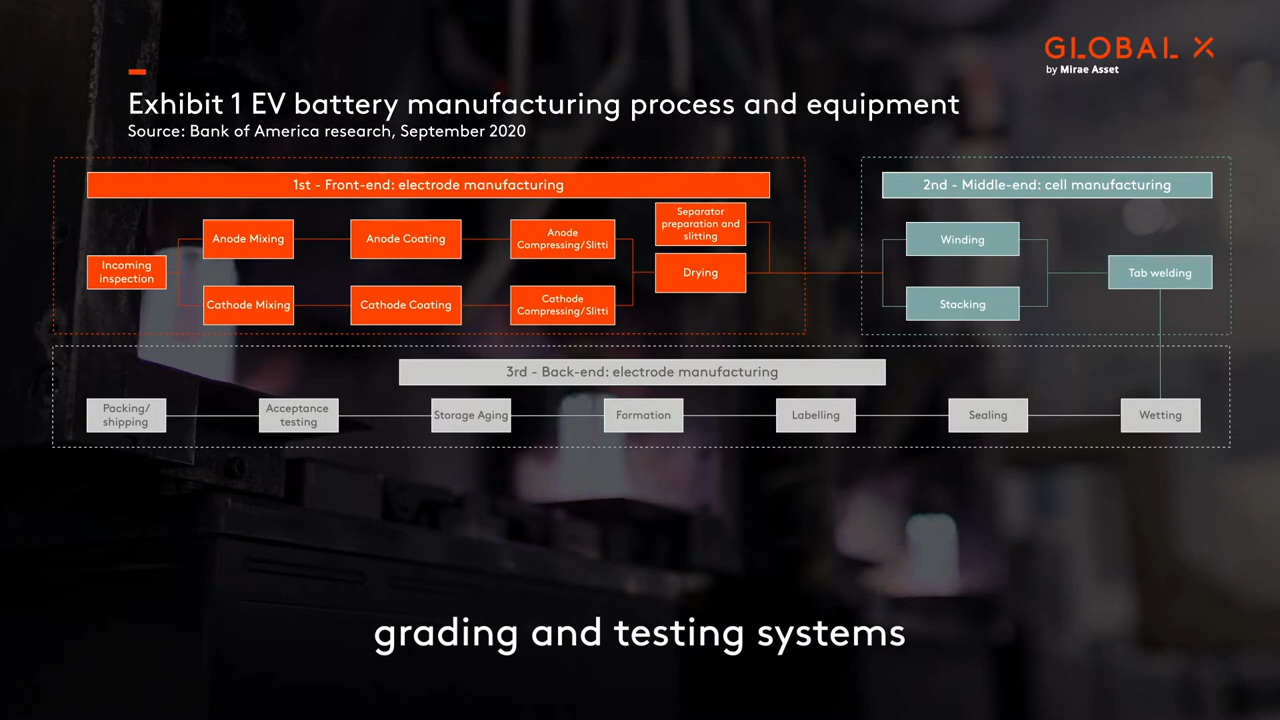 GLOBAL X
by Mirae Asset
Exhibit 1 EV battery manufacturing process and equipment
Source: Bank of America research, September 2020
1st - Front-end: electrode manufacturing
Incoming
inspection
Anode Mixing
Anode Coating
Anode
Compressing/Slitti
Cathode Mixing
Cathode Coating
Cathode
Compressing/Slitti
Separator
preparation and
slitting
Drying
2nd - Middle-end: cell manufacturing
Winding
Stacking
Tab welding
3rd - Back-end: electrode manufacturing
Packing/
shipping
Acceptance
testing
Storage Aging
Formation
Labelling
Sealing
Wetting
grading and testing systems